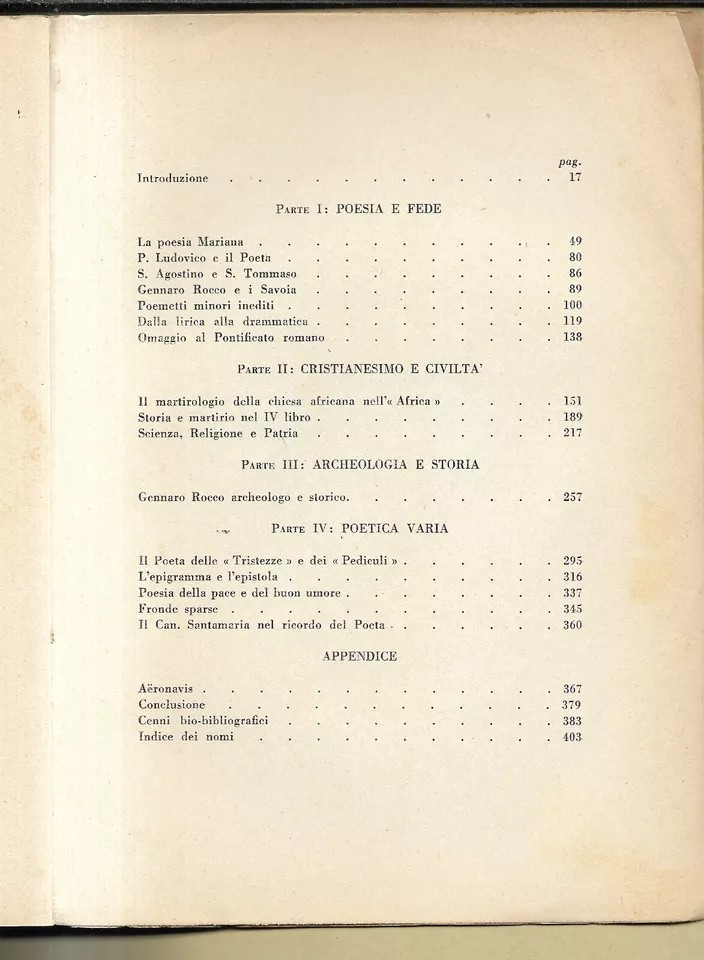 pag.
Introduzione . . . . . . . . . . . . 17
PARTE I: POESIA E FEDE
La poesia Mariana . . . . . . . . . . . 49
P. Ludovico e il Poeta . . . . . . . . . . 80
S. Agostino e S. Tommaso . . . . . . . . . 86
Gennaro Rocco e i Savoia . . . . . . . . . 89
Poemetti minori inediti . . . . . . . . . . 100
Dalla lirica alla drammatica . . . . . . . . . 119
Omaggio al Pontificato romano . . . . . . . . 138
PARTE II: CRISTIANESIMO E CIVILTA'
Il martirologio della chiesa africana nell'« Africa » . . . . 151
Storia e martirio nel IV libro . . . . . . . . . 189
Scienza, Religione e Patria . . . . . . . . . 217
PARTE III: ARCHEOLOGIA E STORIA
Gennaro Rocco archeologo e storico. . . . . . . . 257
PARTE IV: POETICA VARIA
Il Poeta delle « Tristezze » e dei « Pediculi » . . . . . . 295
L'epigramma e l'epistola . . . . . . . . . . 316
Poesia della pace e del buon umore . . . . . . . . 337
Fronde sparse . . . . . . . . . . . . 345
Il Can. Santamaria nel ricordo del Poeta . . . . . . . 360
APPENDICE
Aëronavis . . . . . . . . . . . . . 367
Conclusione . . . . . . . . . . . . 379
Cenni bio-bibliografici . . . . . . . . . . 383
Indice dei nomi . . . . . . . . . . . 403